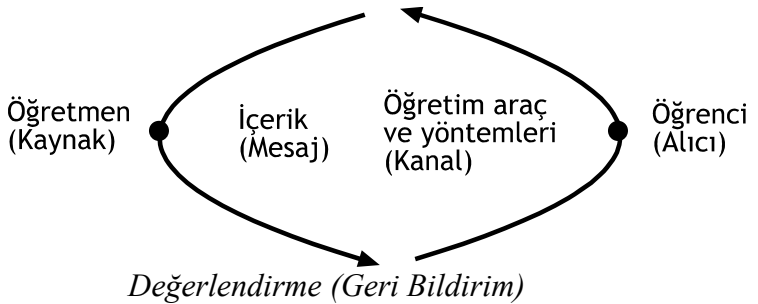 Öğretmen
(Kaynak)
İçerik
(Mesaj)
Öğretim araç
ve yöntemleri
(Kanal)
Öğrenci
(Alıcı)
Değerlendirme (Geri Bildirim)